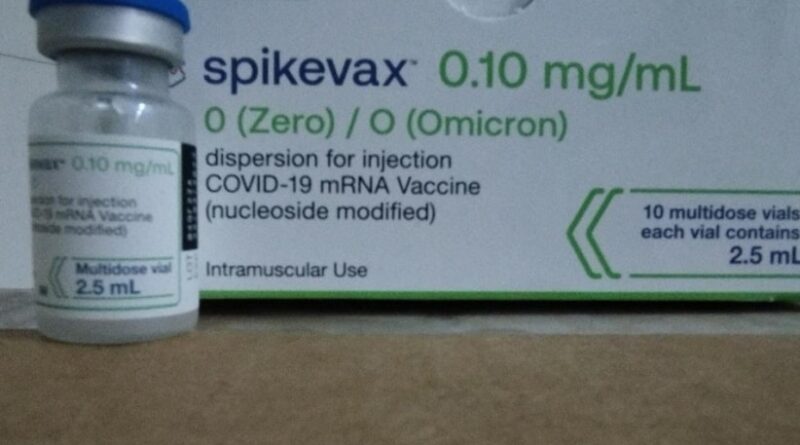 spikevax™ 0.10 mg/mL
0 (Zero) / O (Omicron)
dispersion for injection
COVID-19 mRNA Vaccine
(nucleoside modified)
Intramuscular Use
10 multidose vials
each vial contains
2.5 mL
0.10 mg/mL
for injection
mRNA Vaccine
modified)
Multidose vial
2.5 mL
LOT